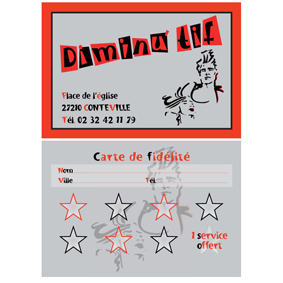 Diminu'tif
Place de l'église
27210 CONTEVILLE
Tél 02 32 42 11 79
Carte de fidélité
Nom
Ville Tél
1 service
offert